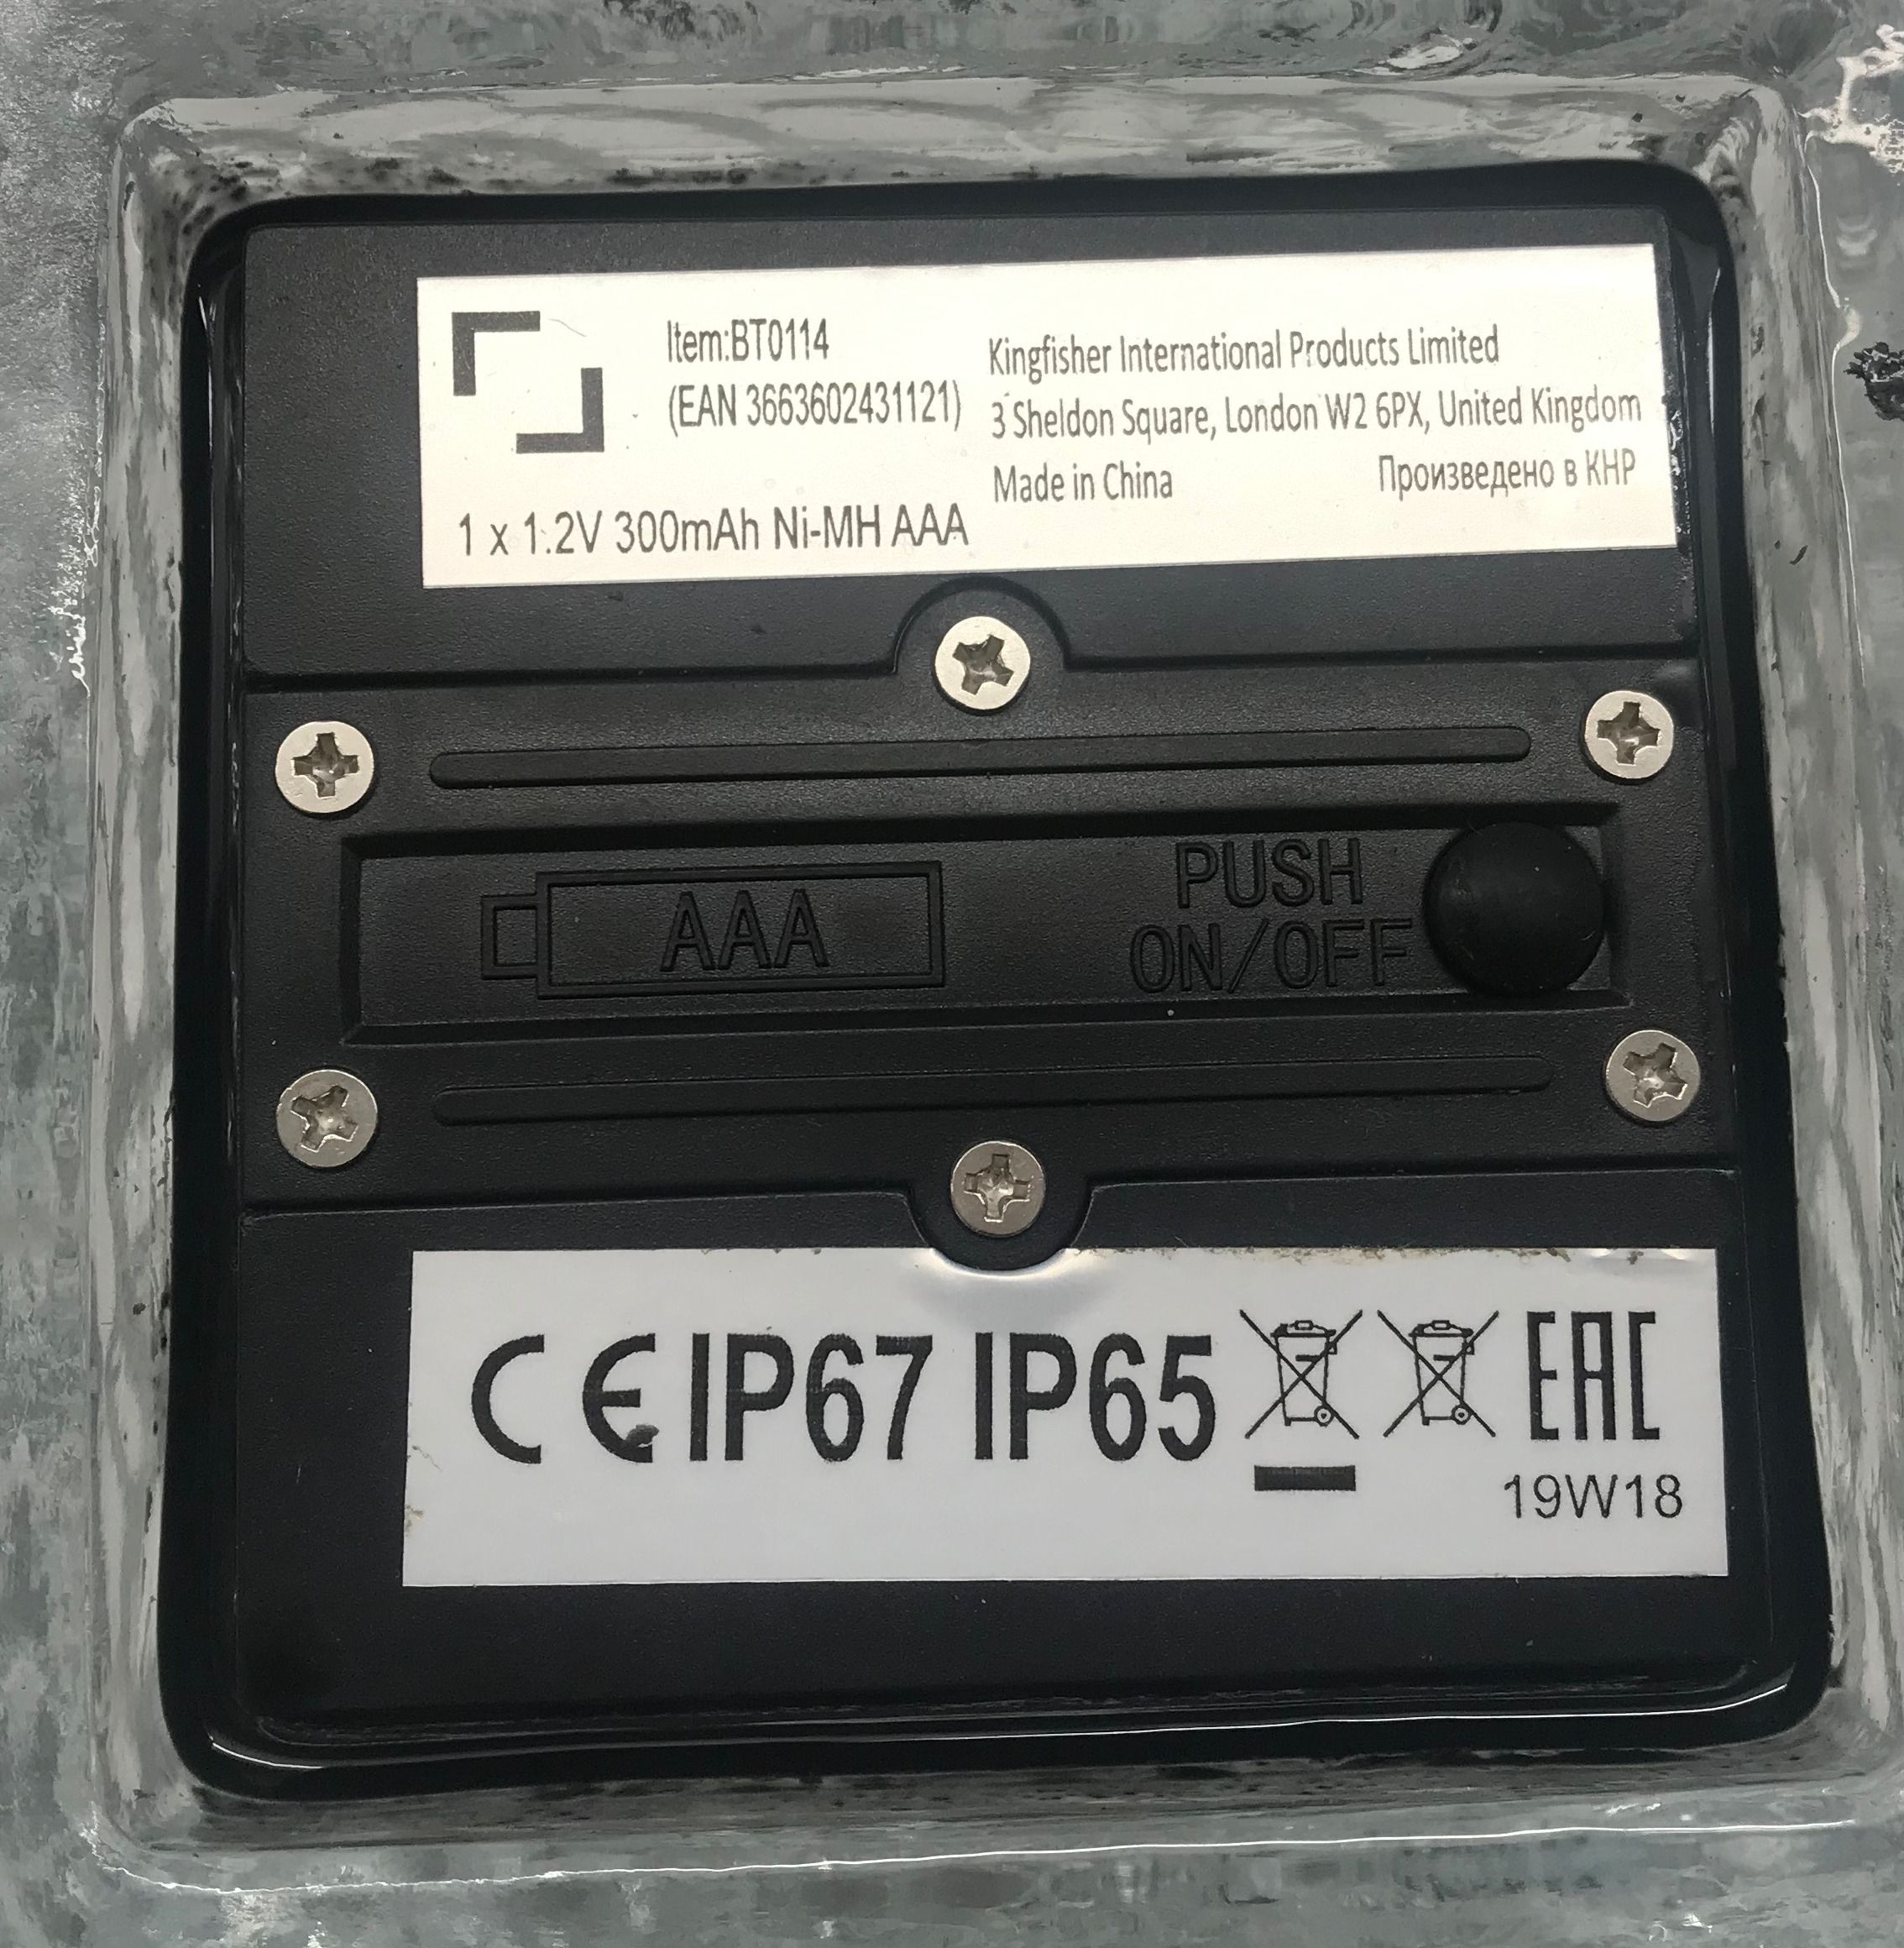 Item:BT0114
(EAN 3663602431121)
1 x 1.2V 300mAh Ni-MH AAA
Kingfisher International Products Limited
3 Sheldon Square, London W2 6PX, United Kingdom
Made in China Произведено в КНР
AAA
PUSH
ON/OFF
CE IP67 IP65 EAC
19W18